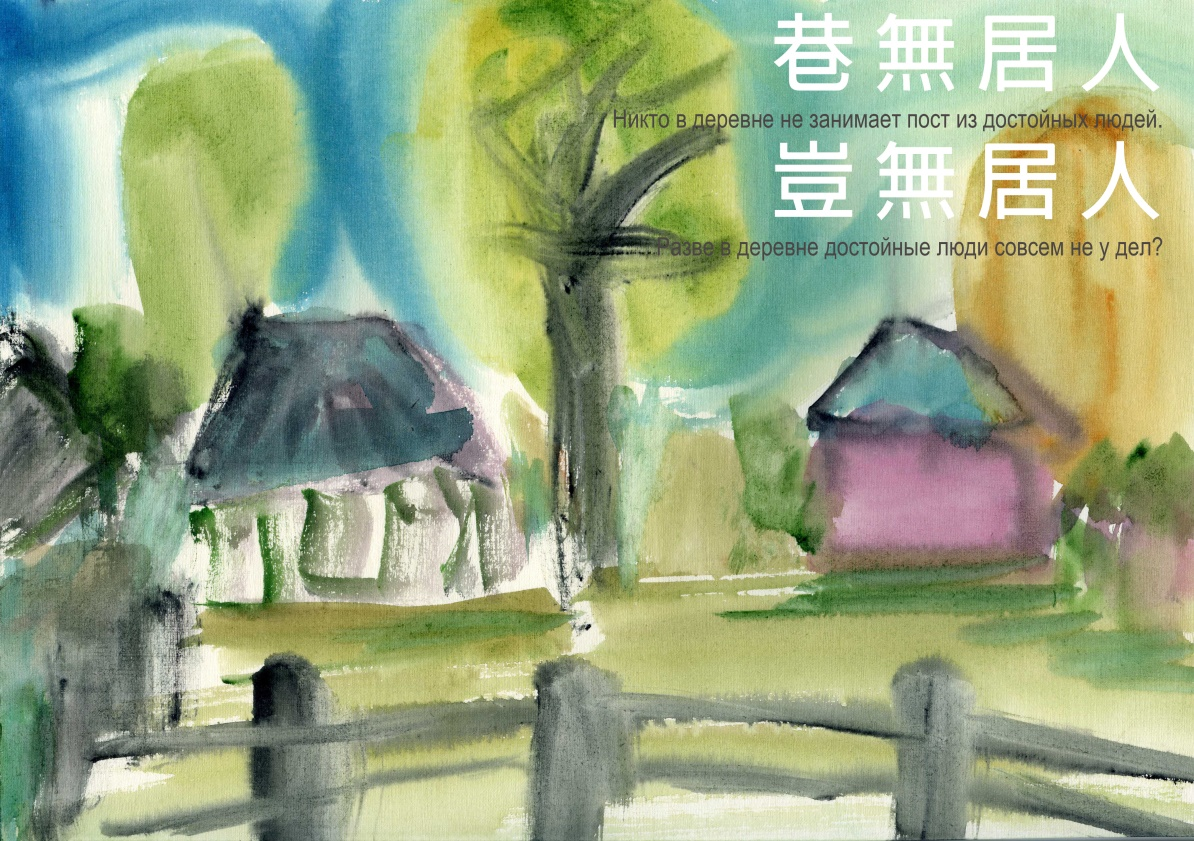 巷無居人
Никто в деревне не занимает пост из достойных людей.
豈無居人
Разве в деревне достойные люди совсем не у дел?